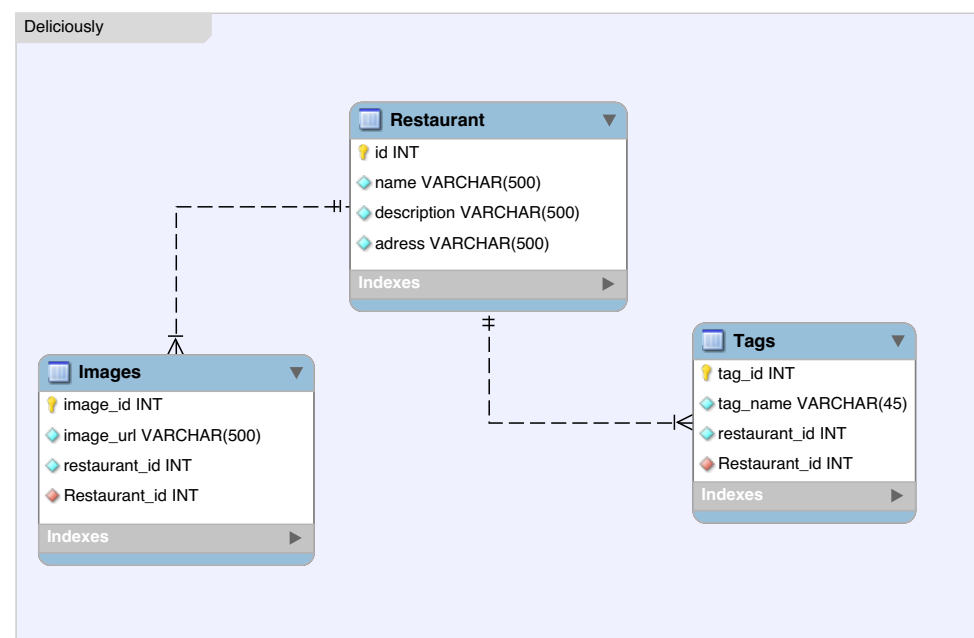 Deliciously
Restaurant
id INT
name VARCHAR(500)
description VARCHAR(500)
adress VARCHAR(500)
Indexes
Images
image_id INT
image_url VARCHAR(500)
restaurant_id INT
Restaurant_id INT
Indexes
Tags
tag_id INT
tag_name VARCHAR(45)
restaurant_id INT
Restaurant_id INT
Indexes